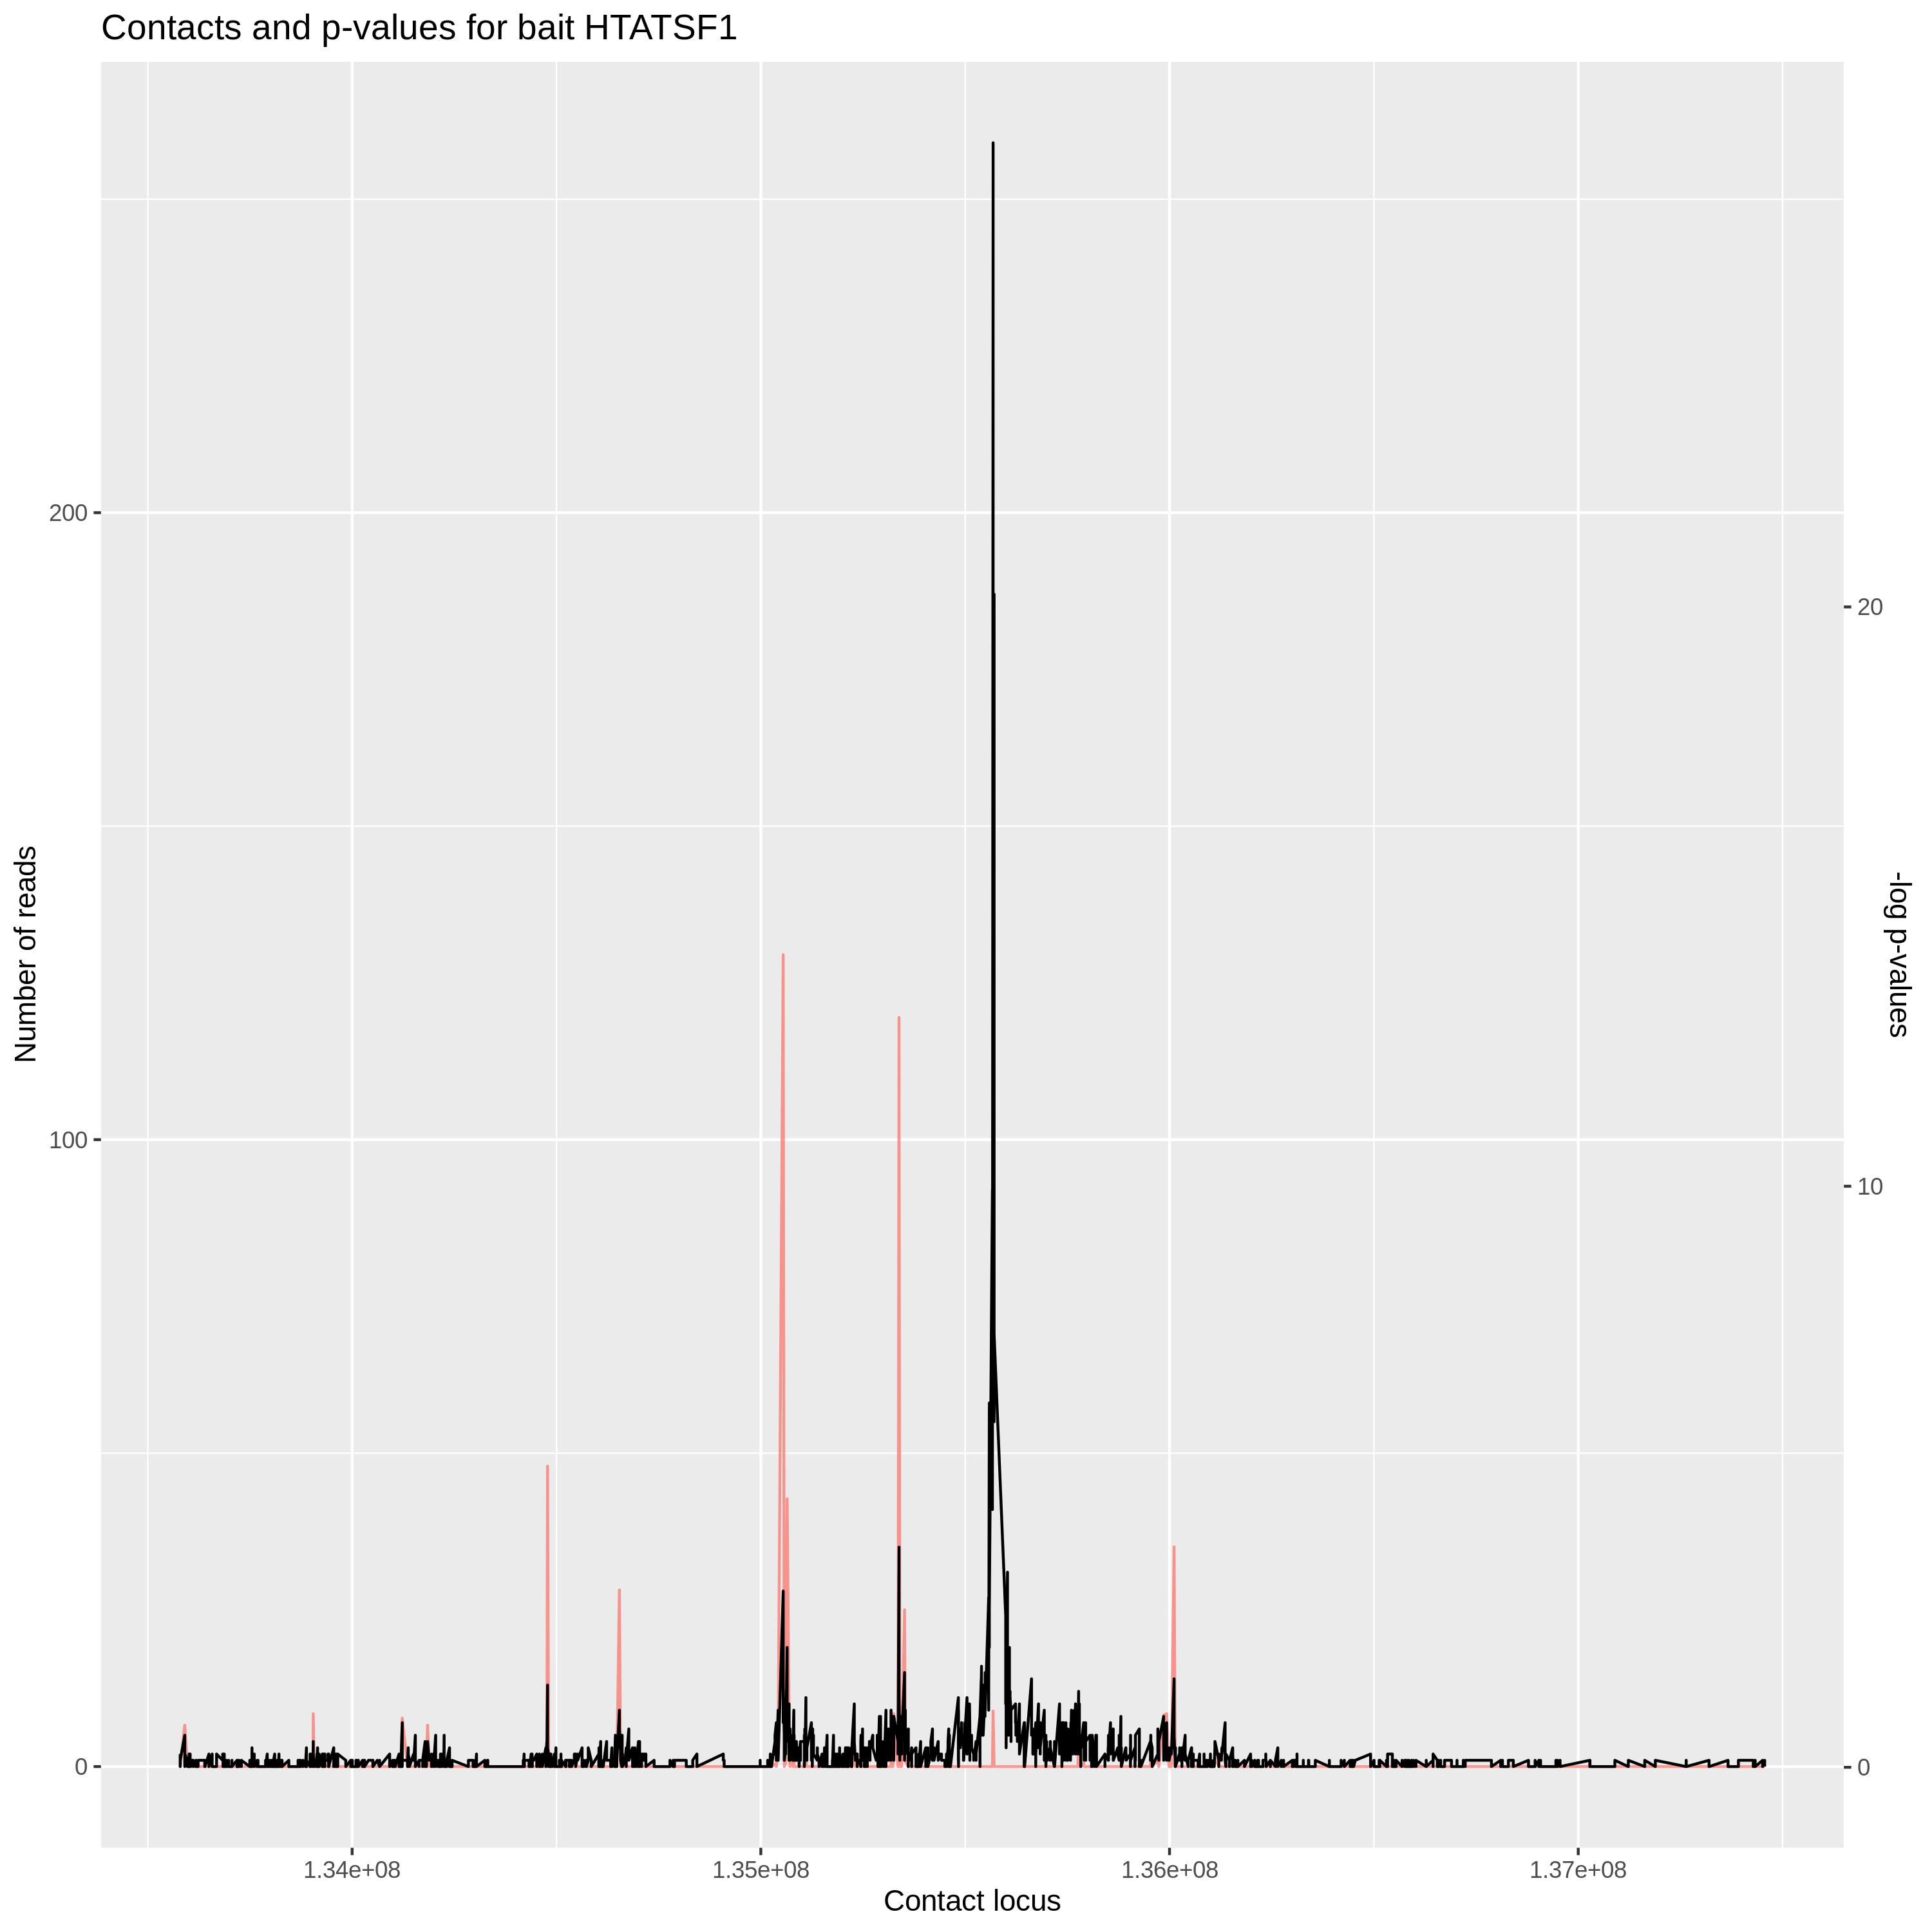 Contacts and p-values for bait HTATSF1
Number of reads
200
100
0
20
10
0
-log p-values
1.34e+08 1.35e+08 1.36e+08 1.37e+08
Contact locus